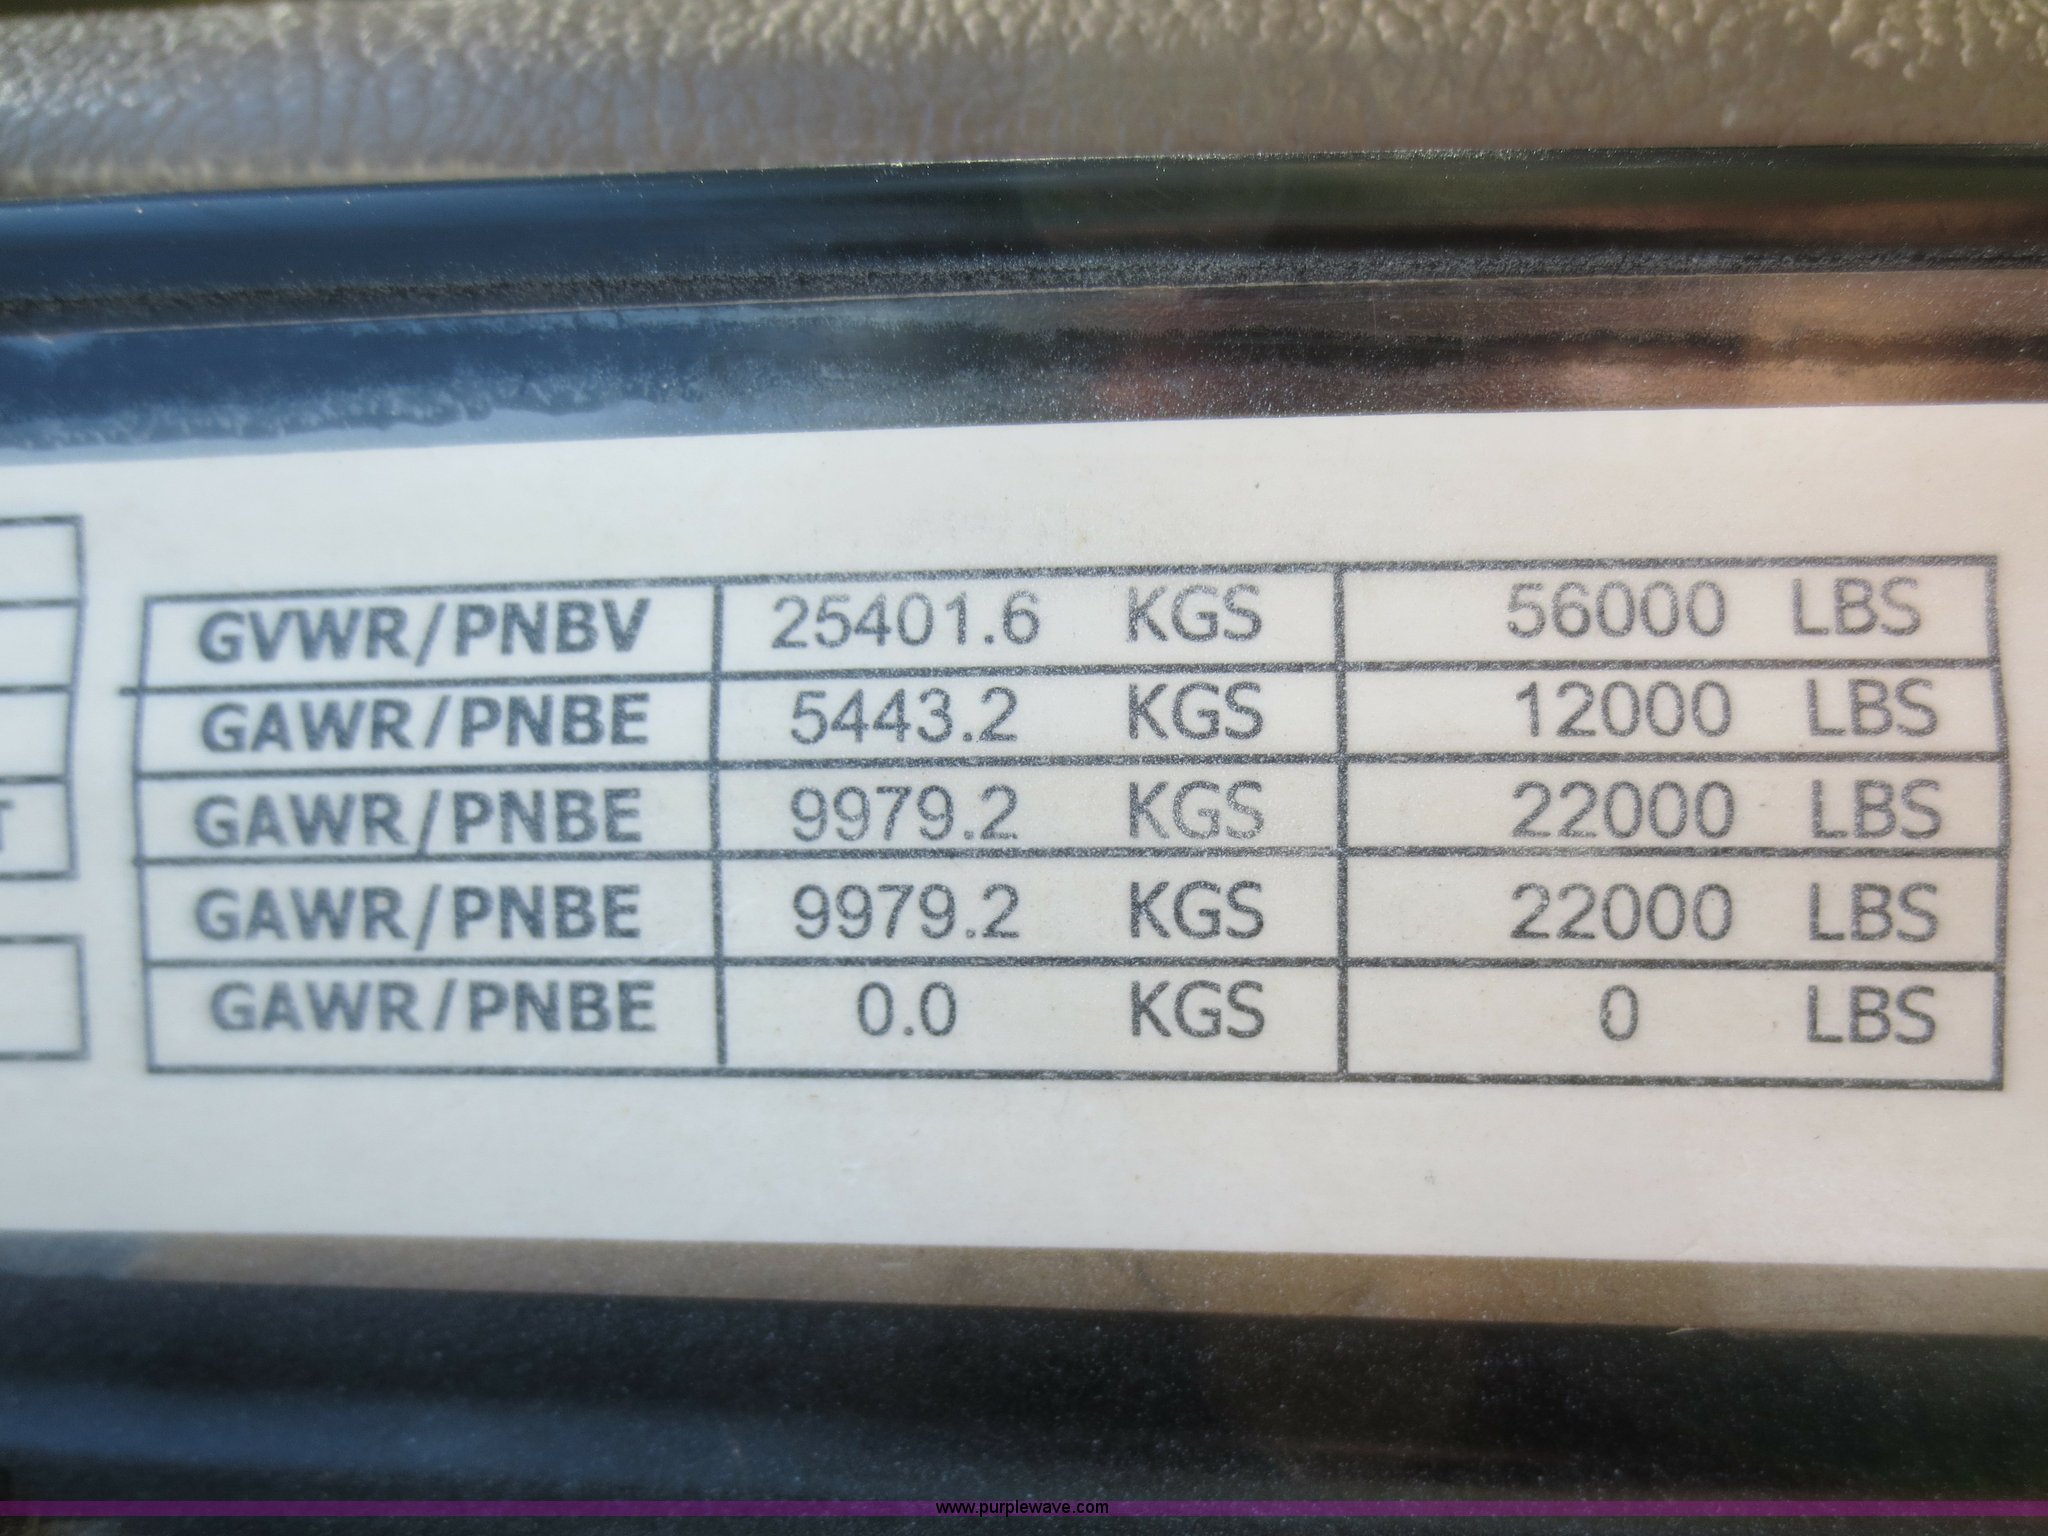 GVWR/PNBV 25401.6 KGS 56000 LBS
GAWR/PNBE 5443.2 KGS 12000 LBS
T GAWR/PNBE 9979.2 KGS 22000 LBS
GAWR/PNBE 9979.2 KGS 22000 LBS
GAWR/PNBE 0.0 KGS 0 LBS
www.purplewave.com